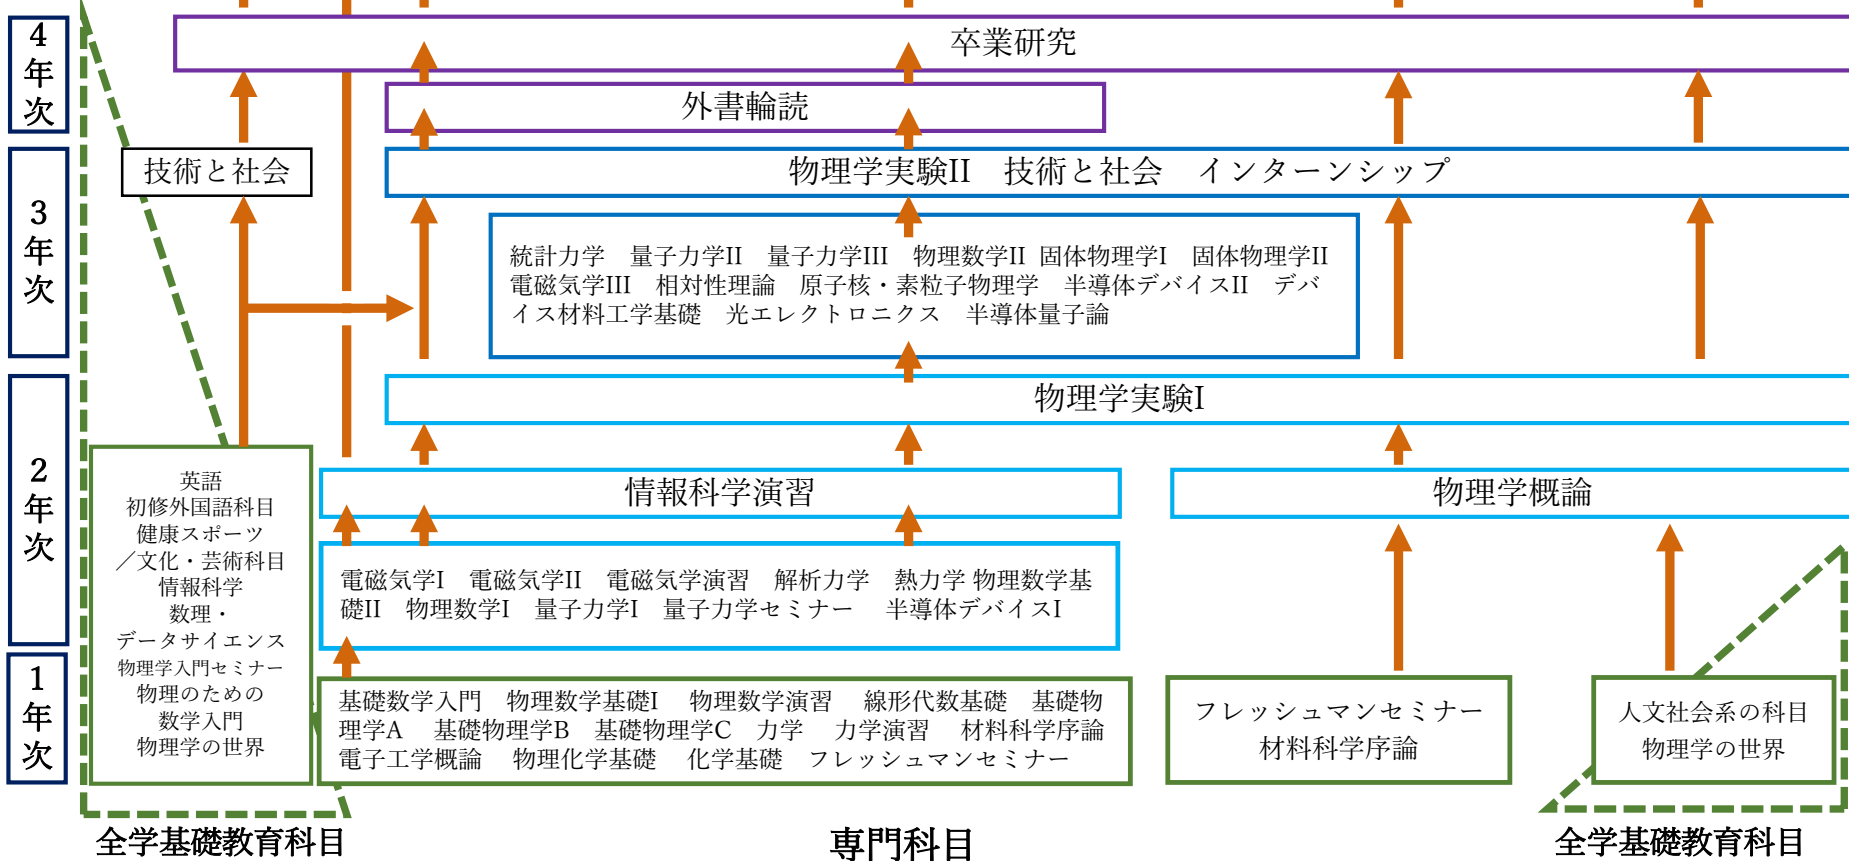 4年次
卒業研究
外書輪読
3年次
技術と社会
物理学実験II　技術と社会　インターンシップ
統計力学　量子力学II　量子力学III　物理数学II 固体物理学I　固体物理学II
電磁気学III　相対性理論　原子核・素粒子物理学　半導体デバイスII　デバ
イス材料工学基礎　光エレクトロニクス　半導体量子論
2年次
物理学実験I
情報科学演習
物理学概論
電磁気学I　電磁気学II　電磁気学演習　解析力学　熱力学 物理数学基
礎II　物理数学I　量子力学I　量子力学セミナー　半導体デバイスI
英語
初修外国語科目
健康スポーツ
／文化・芸術科目
情報科学
数理・
データサイエンス
物理学入門セミナー
物理のための
数学入門
物理学の世界
1年次
基礎数学入門　物理数学基礎I　物理数学演習　線形代数基礎　基礎物
理学A　基礎物理学B　基礎物理学C　力学　力学演習　材料科学序論
電子工学概論　物理化学基礎　化学基礎　フレッシュマンセミナー
フレッシュマンセミナー
材料科学序論
人文社会系の科目
物理学の世界
全学基礎教育科目
専門科目
全学基礎教育科目